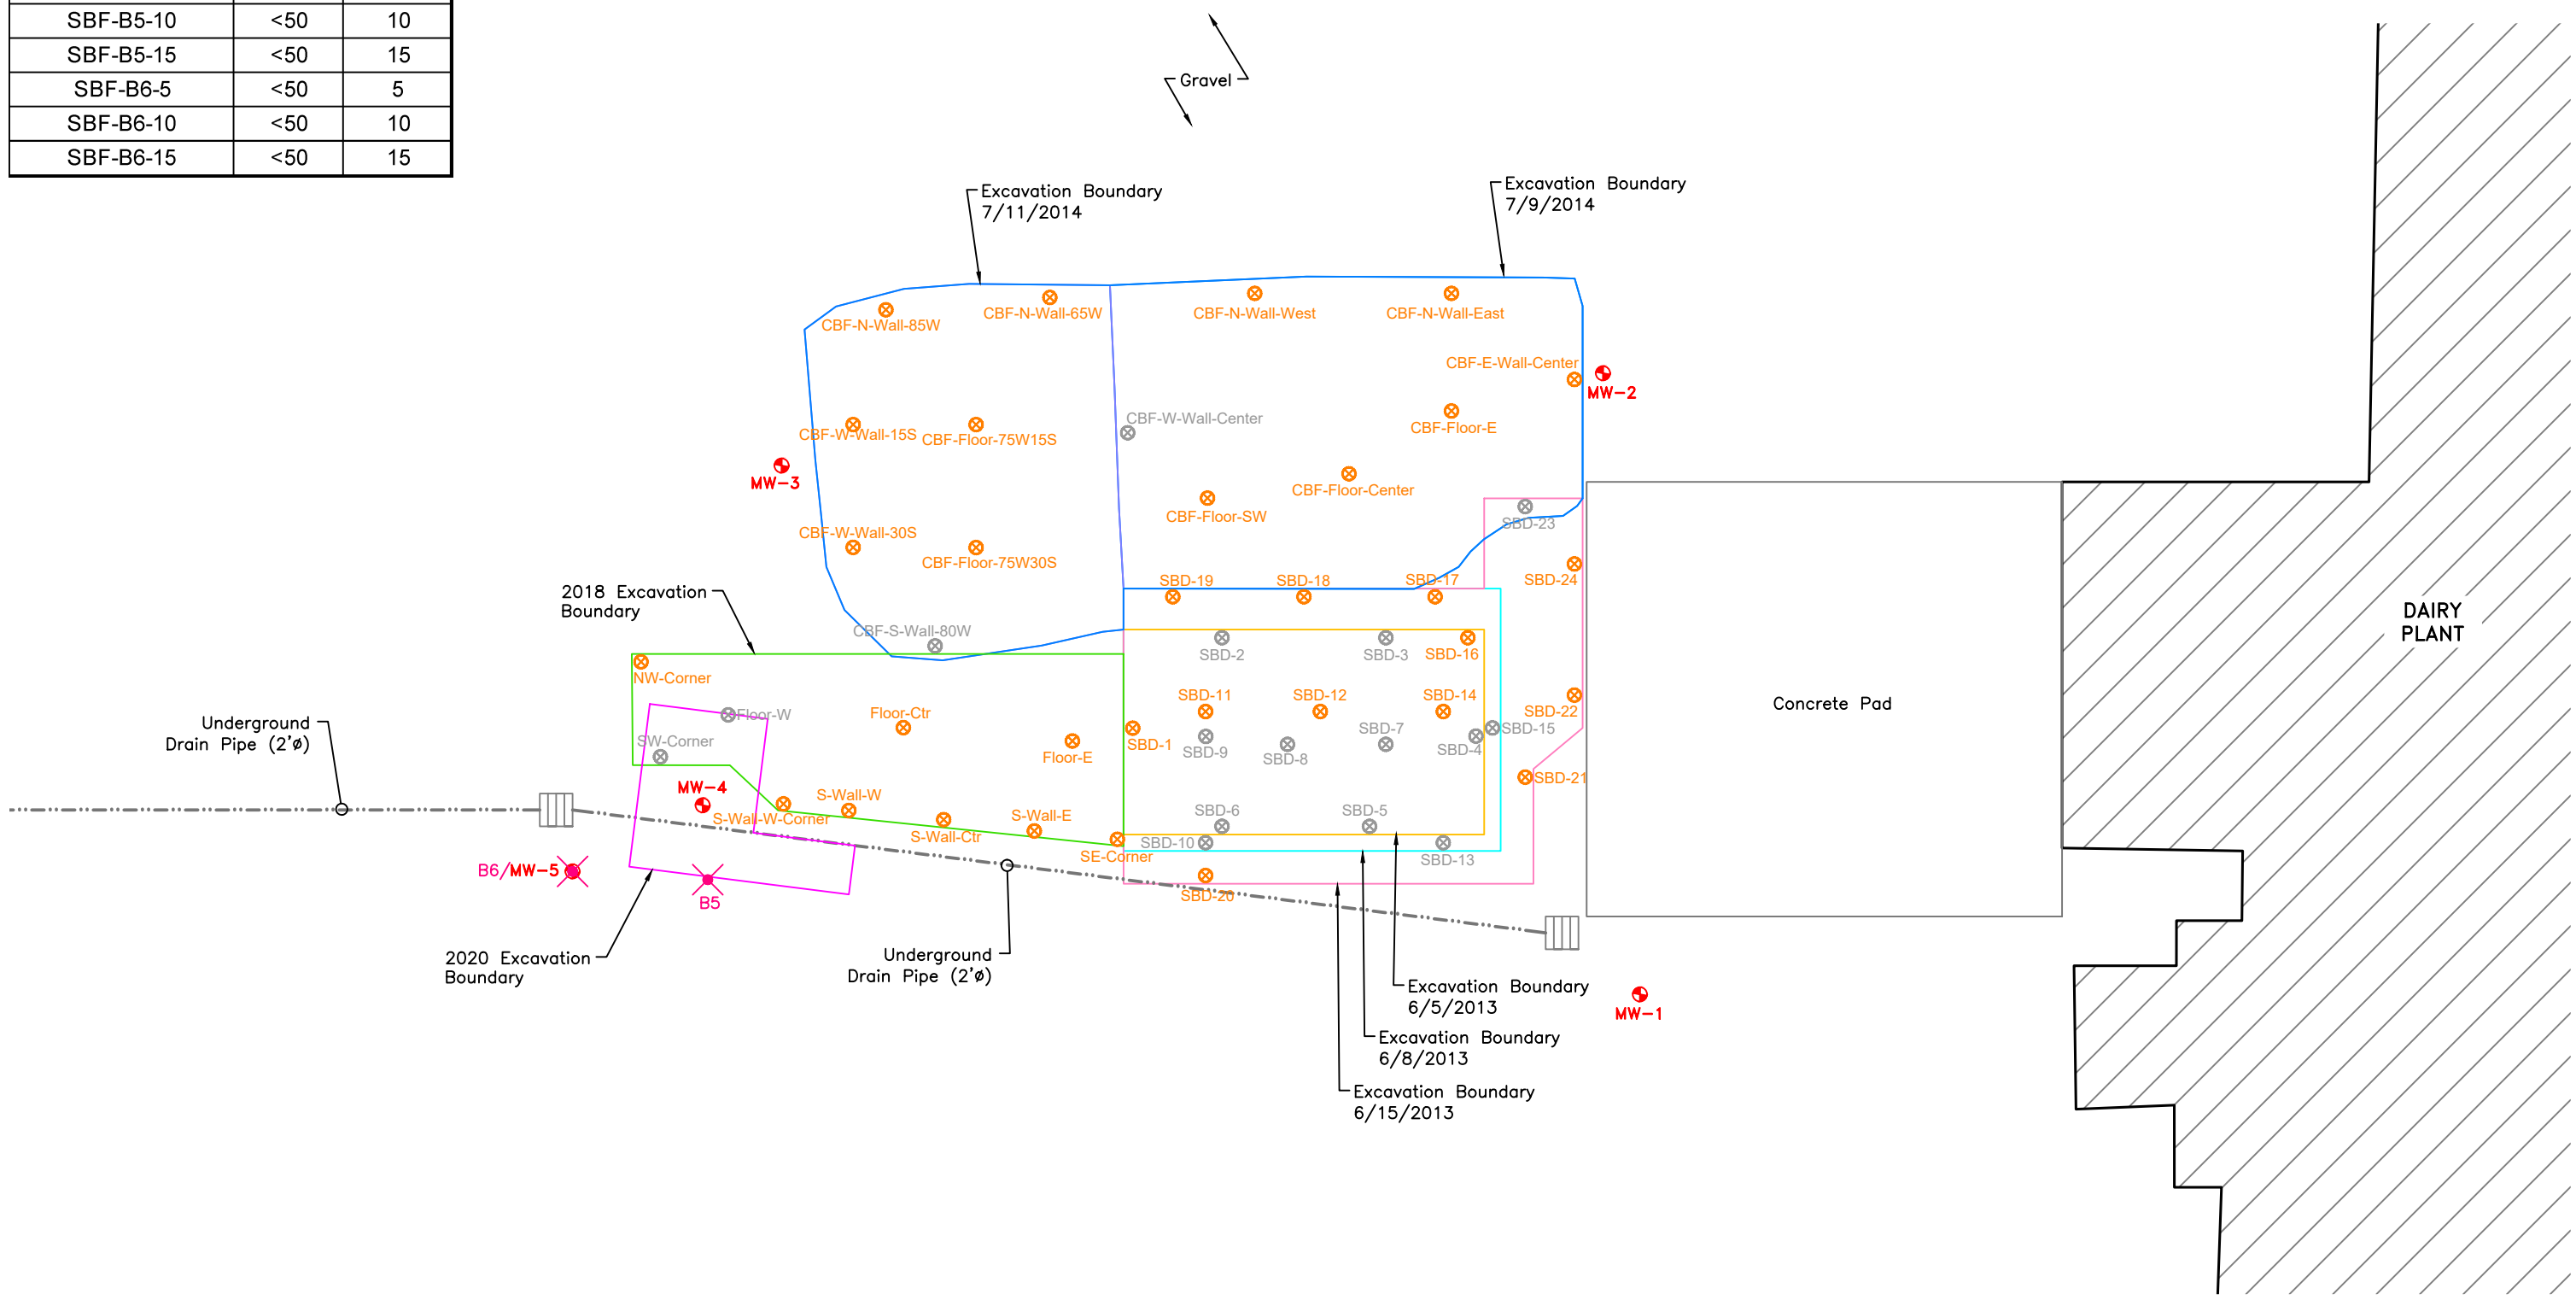 SBF-B5-10 <50 10
SBF-B5-15 <50 15
SBF-B6-5 <50 5
SBF-B6-10 <50 10
SBF-B6-15 <50 15
Gravel
Excavation Boundary
7/11/2014
Excavation Boundary
7/9/2014
CBF-N-Wall-85W
CBF-N-Wall-65W
CBF-N-Wall-West
CBF-N-Wall-East
CBF-E-Wall-Center
MW-2
CBF-W-Wall-Center
CBF-W-Wall-15S
CBF-Floor-75W15S
CBF-Floor-E
MW-3
CBF-Floor-Center
CBF-Floor-SW
SBD-23
CBF-W-Wall-30S
CBF-Floor-75W30S
SBD-19
SBD-18
SBD-17
SBD-24
2018 Excavation
Boundary
DAIRY
PLANT
CBF-S-Wall-80W
SBD-2
SBD-3
SBD-16
NW-Corner
SBD-11
SBD-12
SBD-14
SBD-22
Concrete Pad
Underground
Drain Pipe (2'ø)
Floor-W
Floor-Ctr
SW-Corner
Floor-E
SBD-1
SBD-9
SBD-8
SBD-7
SBD-4
SBD-15
SBD-21
MW-4
S-Wall-W-Corner
S-Wall-W
S-Wall-Ctr
S-Wall-E
SE-Corner
SBD-6
SBD-5
SBD-10
SBD-13
B6/MW-5
B5
SBD-20
2020 Excavation
Boundary
Underground
Drain Pipe (2'ø)
Excavation Boundary
6/5/2013
MW-1
Excavation Boundary
6/8/2013
Excavation Boundary
6/15/2013